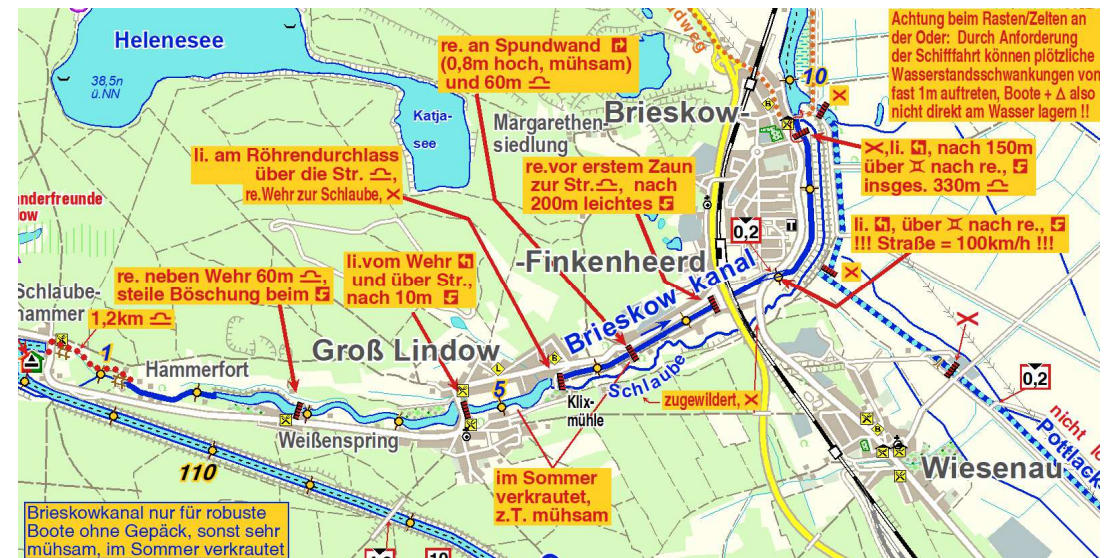 Helenesee
38,5n
ü.NN
Katja-
see
re. an Spundwand
(0,8m hoch, mühsam)
und 60m
Margarethen-
siedlung
Brieskow-
10
Achtung beim Rasten/Zelten an
der Oder: Durch Anforderung
der Schifffahrt können plötzliche
Wasserstandsschwankungen von
fast 1m auftreten, Boote + Δ also
nicht direkt am Wasser lagern !!
li. am Röhrendurchlass
über die Str.
re.Wehr zur Schlaube,
re.vor erstem Zaun
zur Str. , nach
200m leichtes
,li. , nach 150m
über nach re.,
insges. 330m
li. , über nach re.,
!!! Straße = 100km/h !!!
0,2
anderfreunde
ow
re. neben Wehr 60m ,
steile Böschung beim
li.vom Wehr
und über Str.,
nach 10m
-Finkenheerd
Brieskow-kanal
Schlaube-
hammer
1,2km
1
Hammerfort
Groß Lindow
5
Klix-
mühle
Schlaube
zugewildert,
0,2
nicht
Pottlack
Weißenspring
110
im Sommer
verkrautet,
z.T. mühsam
Wiesenau
Brieskowkanal nur für robuste
Boote ohne Gepäck, sonst sehr
mühsam, im Sommer verkrautet
10